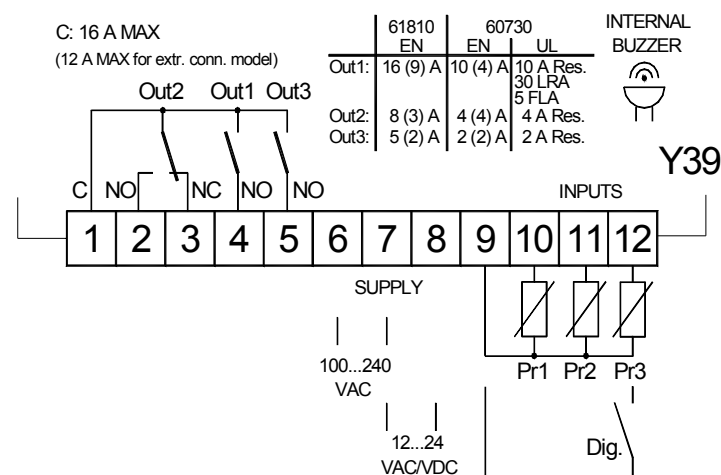 C: 16 A MAX
(12 A MAX for extr. conn. model)
61810 60730
EN EN UL
Out1: 16 (9) A 10 (4) A 10 A Res.
30 LRA
5 FLA
Out2: 8 (3) A 4 (4) A 4 A Res.
Out3: 5 (2) A 2 (2) A 2 A Res.
INTERNAL
BUZZER
Out2 Out1 Out3
Y39
C NO NC NO NO INPUTS
1 2 3 4 5 6 7 8 9 10 11 12
SUPPLY
100...240
VAC
Pr1 Pr2 Pr3
12...24
VAC/VDC
Dig.